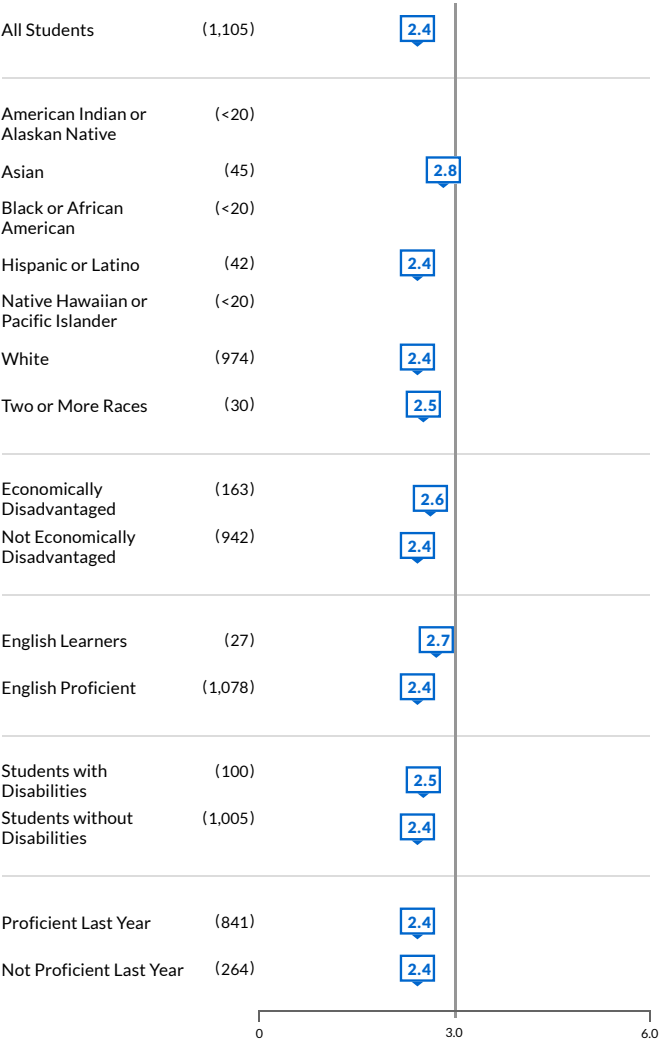 All Students (1,105) 2.4
American Indian or (<20)
Alaskan Native
Asian (45) 2.8
Black or African (<20)
American
Hispanic or Latino (42) 2.4
Native Hawaiian or (<20)
Pacific Islander
White (974) 2.4
Two or More Races (30) 2.5
Economically (163) 2.6
Disadvantaged
Not Economically (942) 2.4
Disadvantaged
English Learners (27) 2.7
English Proficient (1,078) 2.4
Students with (100) 2.5
Disabilities
Students without (1,005) 2.4
Disabilities
Proficient Last Year (841) 2.4
Not Proficient Last Year (264) 2.4
0 3.0 6.0